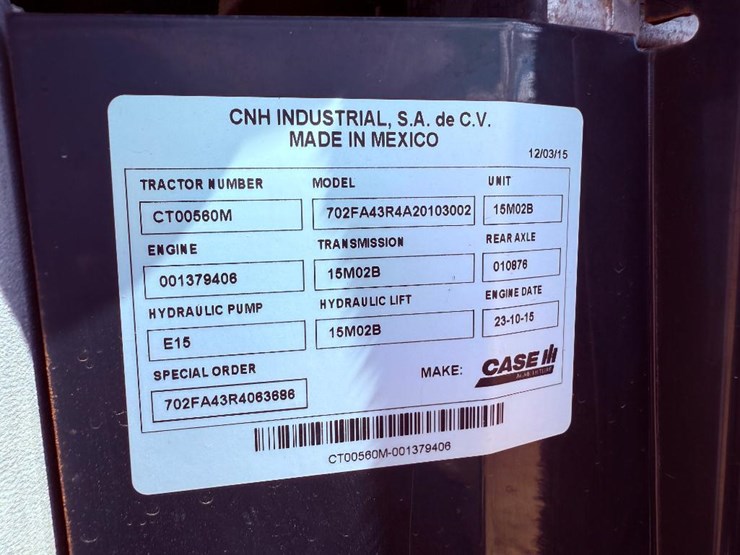 CNH INDUSTRIAL, S.A. de C.V.
MADE IN MEXICO
12/03/15
TRACTOR NUMBER MODEL UNIT
CT00560M 702FA43R4A20103002 15M02B
ENGINE TRANSMISSION REAR AXLE
001379406 15M02B 010876
HYDRAULIC PUMP HYDRAULIC LIFT ENGINE DATE
E15 15M02B 23-10-15
SPECIAL ORDER MAKE: CASE IH
702FA43R4063686
CT00560M-001379406